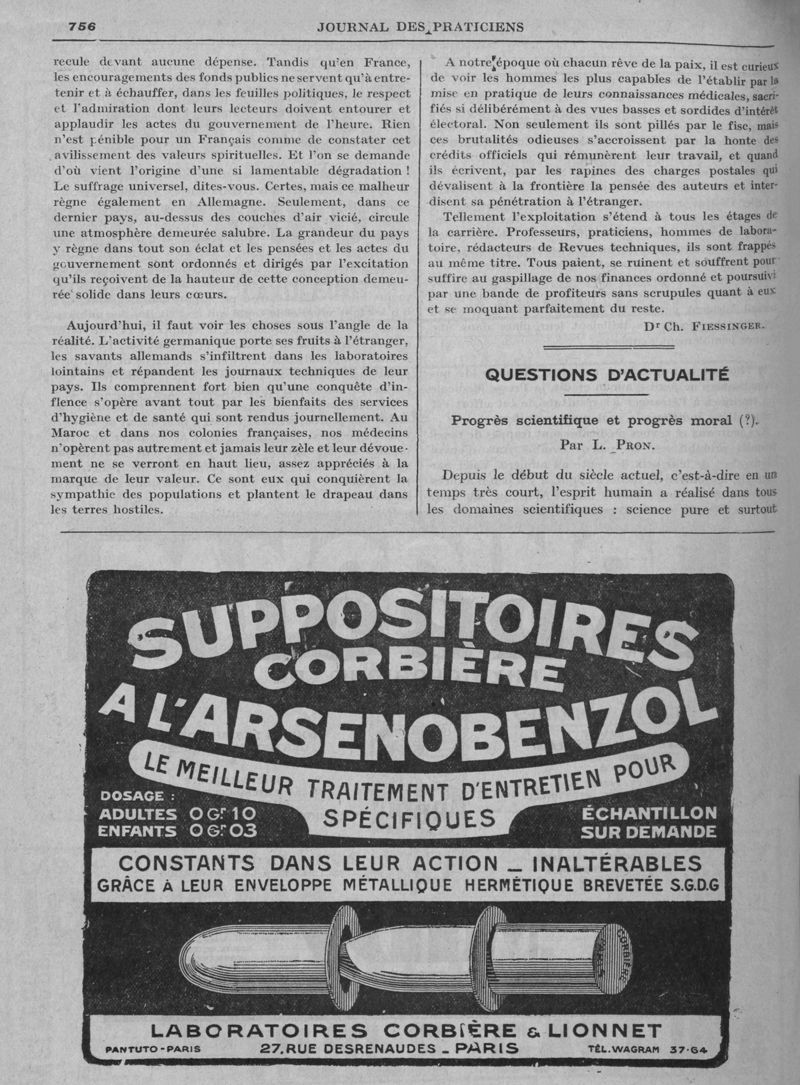 756
JOURNAL DES PRATICIENS
recule devant aucune dépense. Tandis qu'en France,
les encouragements des fonds publics ne servent qu'à entre-
tenir et à échauffer, dans les feuilles politiques, le respect
et l'admiration dont leurs lecteurs doivent entourer et
applaudir les actes du gouvernement de l'heure. Rien
n'est pénible pour un Français comme de constater cet
avilissement des valeurs spirituelles. Et l'on se demande
d'où vient l'origine d'une si lamentable dégradation !
Le suffrage universel, dites-vous. Certes, mais ce malheur
règne également en Allemagne. Seulement, dans ce
dernier pays, au-dessus des couches d'air vicié, circule
une atmosphère demeurée salubre. La grandeur du pays
y règne dans tout son éclat et les pensées et les actes du
gouvernement sont ordonnés et dirigés par l'excitation
qu'ils reçoivent de la hauteur de cette conception demeu-
rée solide dans leurs cœurs.
Aujourd'hui, il faut voir les choses sous l'angle de la
réalité. L'activité germanique porte ses fruits à l'étranger,
les savants allemands s'infiltrent dans les laboratoires
lointains et répandent les journaux techniques de leur
pays. Ils comprennent fort bien qu'une conquête d'in-
flence s'opère avant tout par les bienfaits des services
d'hygiène et de santé qui sont rendus journellement. Au
Maroc et dans nos colonies françaises, nos médecins
n'opèrent pas autrement et jamais leur zèle et leur dévoue-
ment ne se verront en haut lieu, assez appréciés à la
marque de leur valeur. Ce sont eux qui conquièrent la
sympathie des populations et plantent le drapeau dans
les terres hostiles.
A notre époque où chacun rêve de la paix, il est curieux
de voir les hommes les plus capables de l'établir par la
mise en pratique de leurs connaissances médicales, sacri-
fiés si délibérément à des vues basses et sordides d'intérêt
électoral. Non seulement ils sont pillés par le fisc, mais
ces brutalités odieuses s'accroissent par la honte des
crédits officiels qui rémunèrent leur travail, et quand
ils écrivent, par les rapines des charges postales qui
dévalisent à la frontière la pensée des auteurs et inter-
disent sa pénétration à l'étranger.
Tellement l'exploitation s'étend à tous les étages de
la carrière. Professeurs, praticiens, hommes de labora-
toire, rédacteurs de Revues techniques, ils sont frappés
au même titre. Tous paient, se ruinent et souffrent pour
suffire au gaspillage de nos finances ordonné et poursuivi
par une bande de profiteurs sans scrupules quant à eux
et se moquant parfaitement du reste.
Dr Ch. FIESSINGER.
QUESTIONS D'ACTUALITÉ
Progrès scientifique et progrès moral (?).
Par L. PRON.
Depuis le début du siècle actuel, c'est-à-dire en un
temps très court, l'esprit humain a réalisé dans tous
les domaines scientifiques : science pure et surtout
SUPPOSITOIRES
CORBIÈRE
A L'ARSENOBENZOL
LE MEILLEUR TRAITEMENT D'ENTRETIEN POUR
SPÉCIFIQUES
DOSAGE :
ADULTES 0 Gr 10
ENFANTS 0 Gr 03
ÉCHANTILLON
SUR DEMANDE
CONSTANTS DANS LEUR ACTION _ INALTÉRABLES
GRÂCE À LEUR ENVELOPPE MÉTALLIQUE HERMÉTIQUE BREVETÉE S.G.D.G
CORBIÈRE
PARIS
LABORATOIRES CORBIÈRE & LIONNET
PANTUTO - PARIS
27, RUE DESRENAUDES _ PARIS
TÉL. WAGRAM 37-64